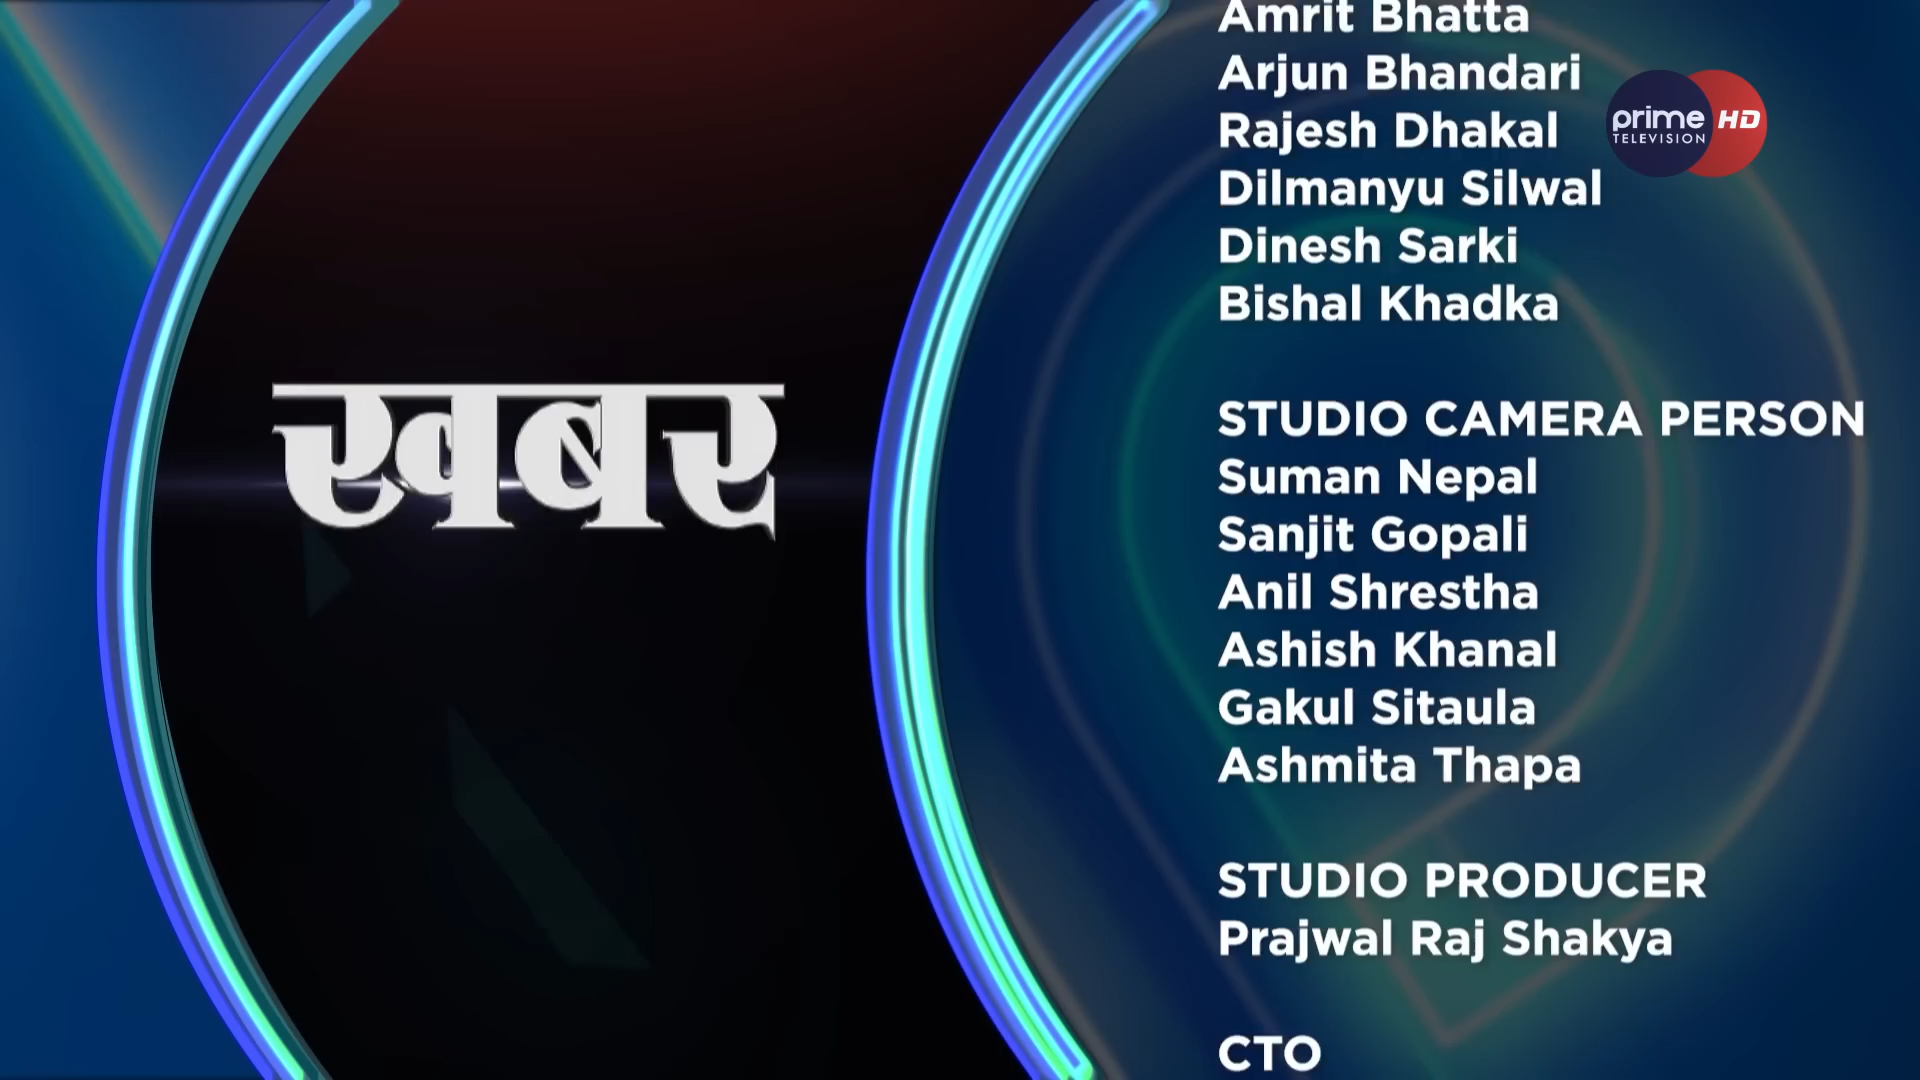 खबर
Amrit Bhatta
Arjun Bhandari
Rajesh Dhakal
Dilmanyu Silwal
Dinesh Sarki
Bishal Khadka
STUDIO CAMERA PERSON
Suman Nepal
Sanjit Gopali
Anil Shrestha
Ashish Khanal
Gakul Sitaula
Ashmita Thapa
STUDIO PRODUCER
Prajwal Raj Shakya
CTO
prime HD
TELEVISION